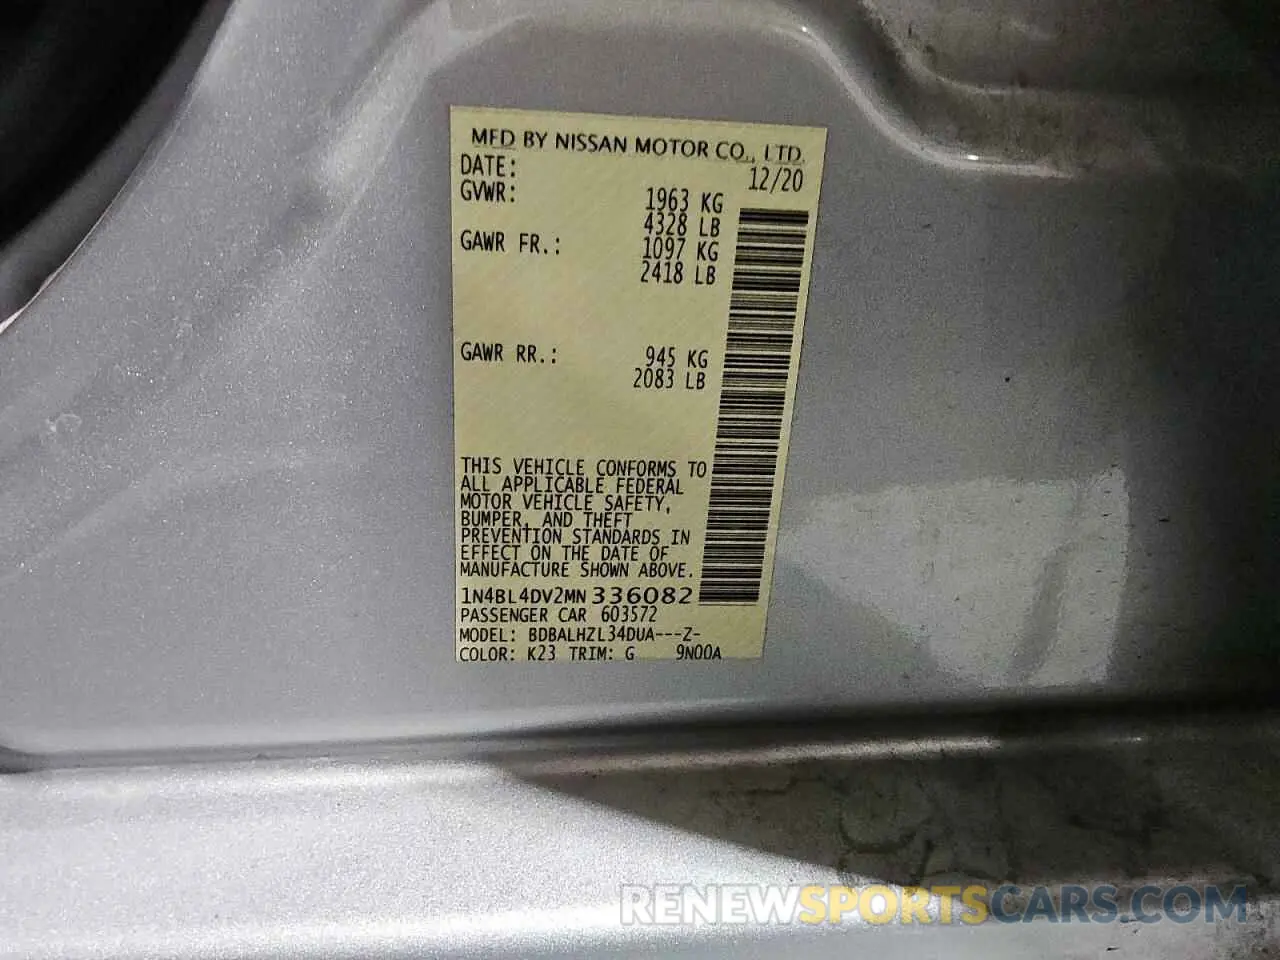 MFD BY NISSAN MOTOR CO., LTD.
DATE: 12/20
GVWR: 1963 KG
4328 LB
GAWR FR.: 1097 KG
2418 LB
GAWR RR.: 945 KG
2083 LB
THIS VEHICLE CONFORMS TO
ALL APPLICABLE FEDERAL
MOTOR VEHICLE SAFETY,
BUMPER, AND THEFT
PREVENTION STANDARDS IN
EFFECT ON THE DATE OF
MANUFACTURE SHOWN ABOVE.
1N4BL4DV2MN336082
PASSENGER CAR 603572
MODEL: BDBALHZL34DUA---Z-
COLOR: K23 TRIM: G 9N00A
RENEWSPORTSCARS.COM